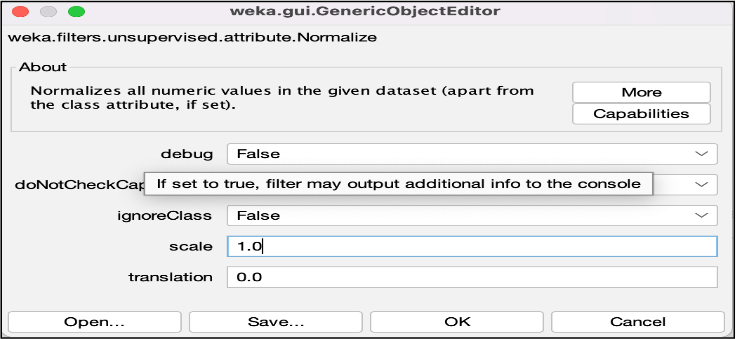 weka.gui.GenericObjectEditor
weka.filters.unsupervised.attribute.Normalize
About
Normalizes all numeric values in the given dataset (apart from
the class attribute, if set).
More
Capabilities
debug False
doNotCheckCap
If set to true, filter may output additional info to the console
ignoreClass False
scale 1.0
translation 0.0
Open... Save... OK Cancel